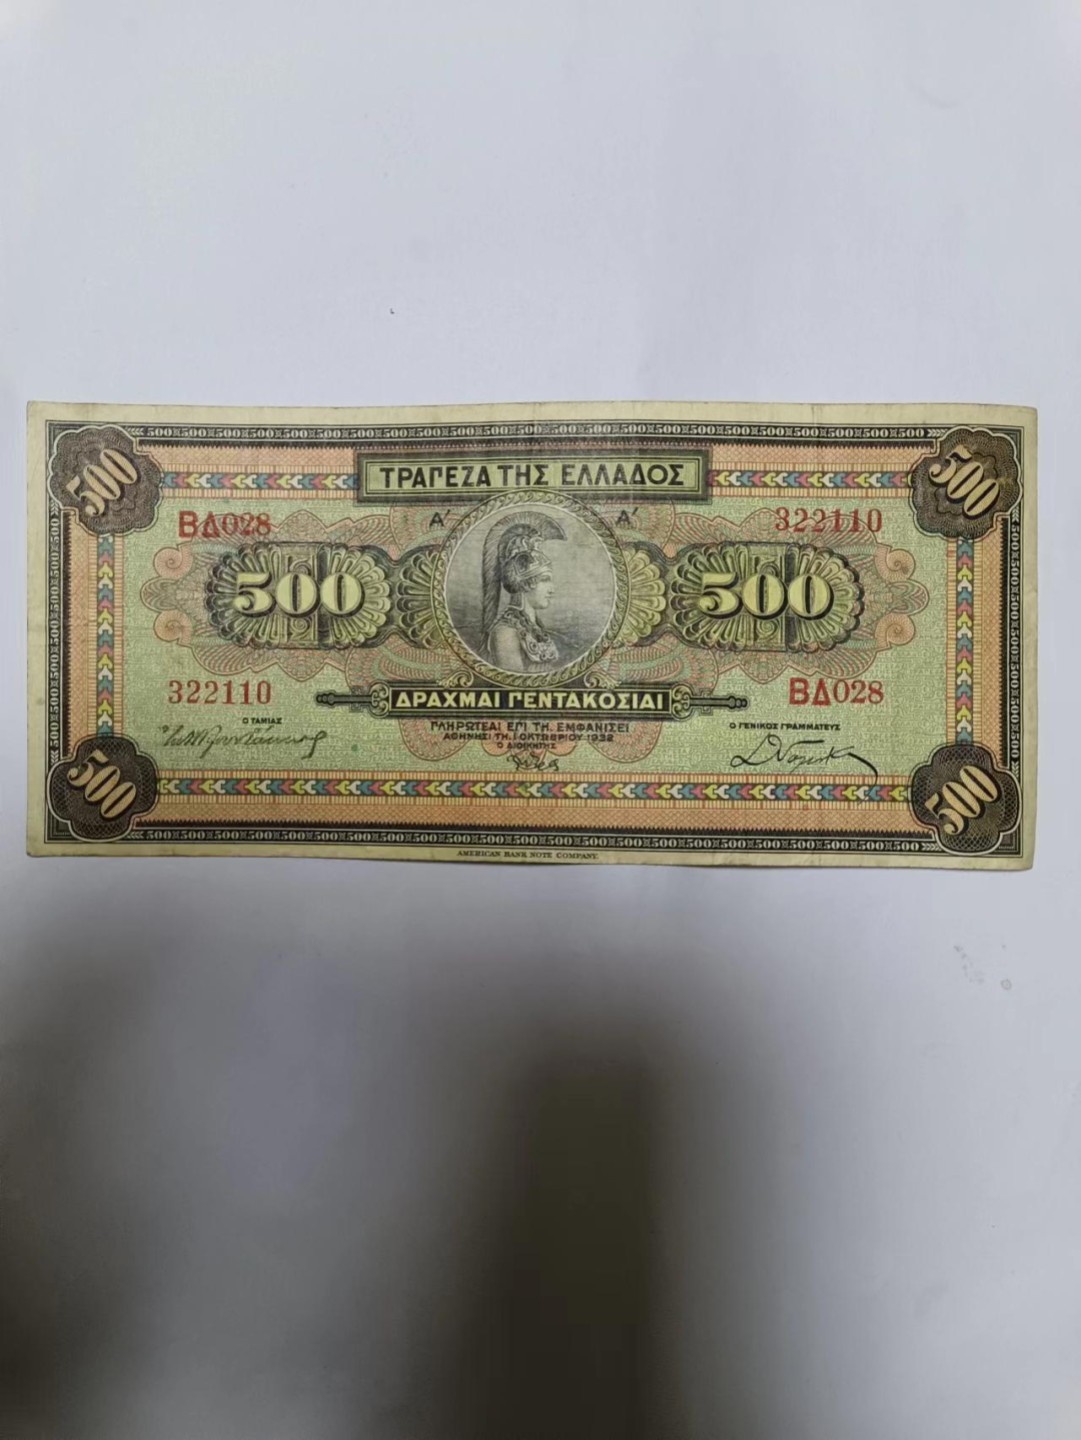 500 500
ΤΡΑΠΕΖΑ ΤΗΣ ΕΛΛΑΔΟΣ
ΒΔ028 Α΄ Α΄ 322110
500 500
322110 ΔΡΑΧΜΑΙ ΠΕΝΤΑΚΟΣΙΑΙ ΒΔ028
Ο ΤΑΜΙΑΣ ΠΛΗΡΩΤΕΑΙ ΕΠΙ ΤΗ, ΕΜΦΑΝΙΣΕΙ Ο ΓΕΝΙΚΟΣ ΓΡΑΜΜΑΤΕΥΣ
ΑΘΗΝΗΣΙ ΤΗ, 1 ΟΚΤΩΒΡΙΟΥ 1932
Ο ΔΙΟΙΚΗΤΗΣ
500 500
AMERICAN BANK NOTE COMPANY.